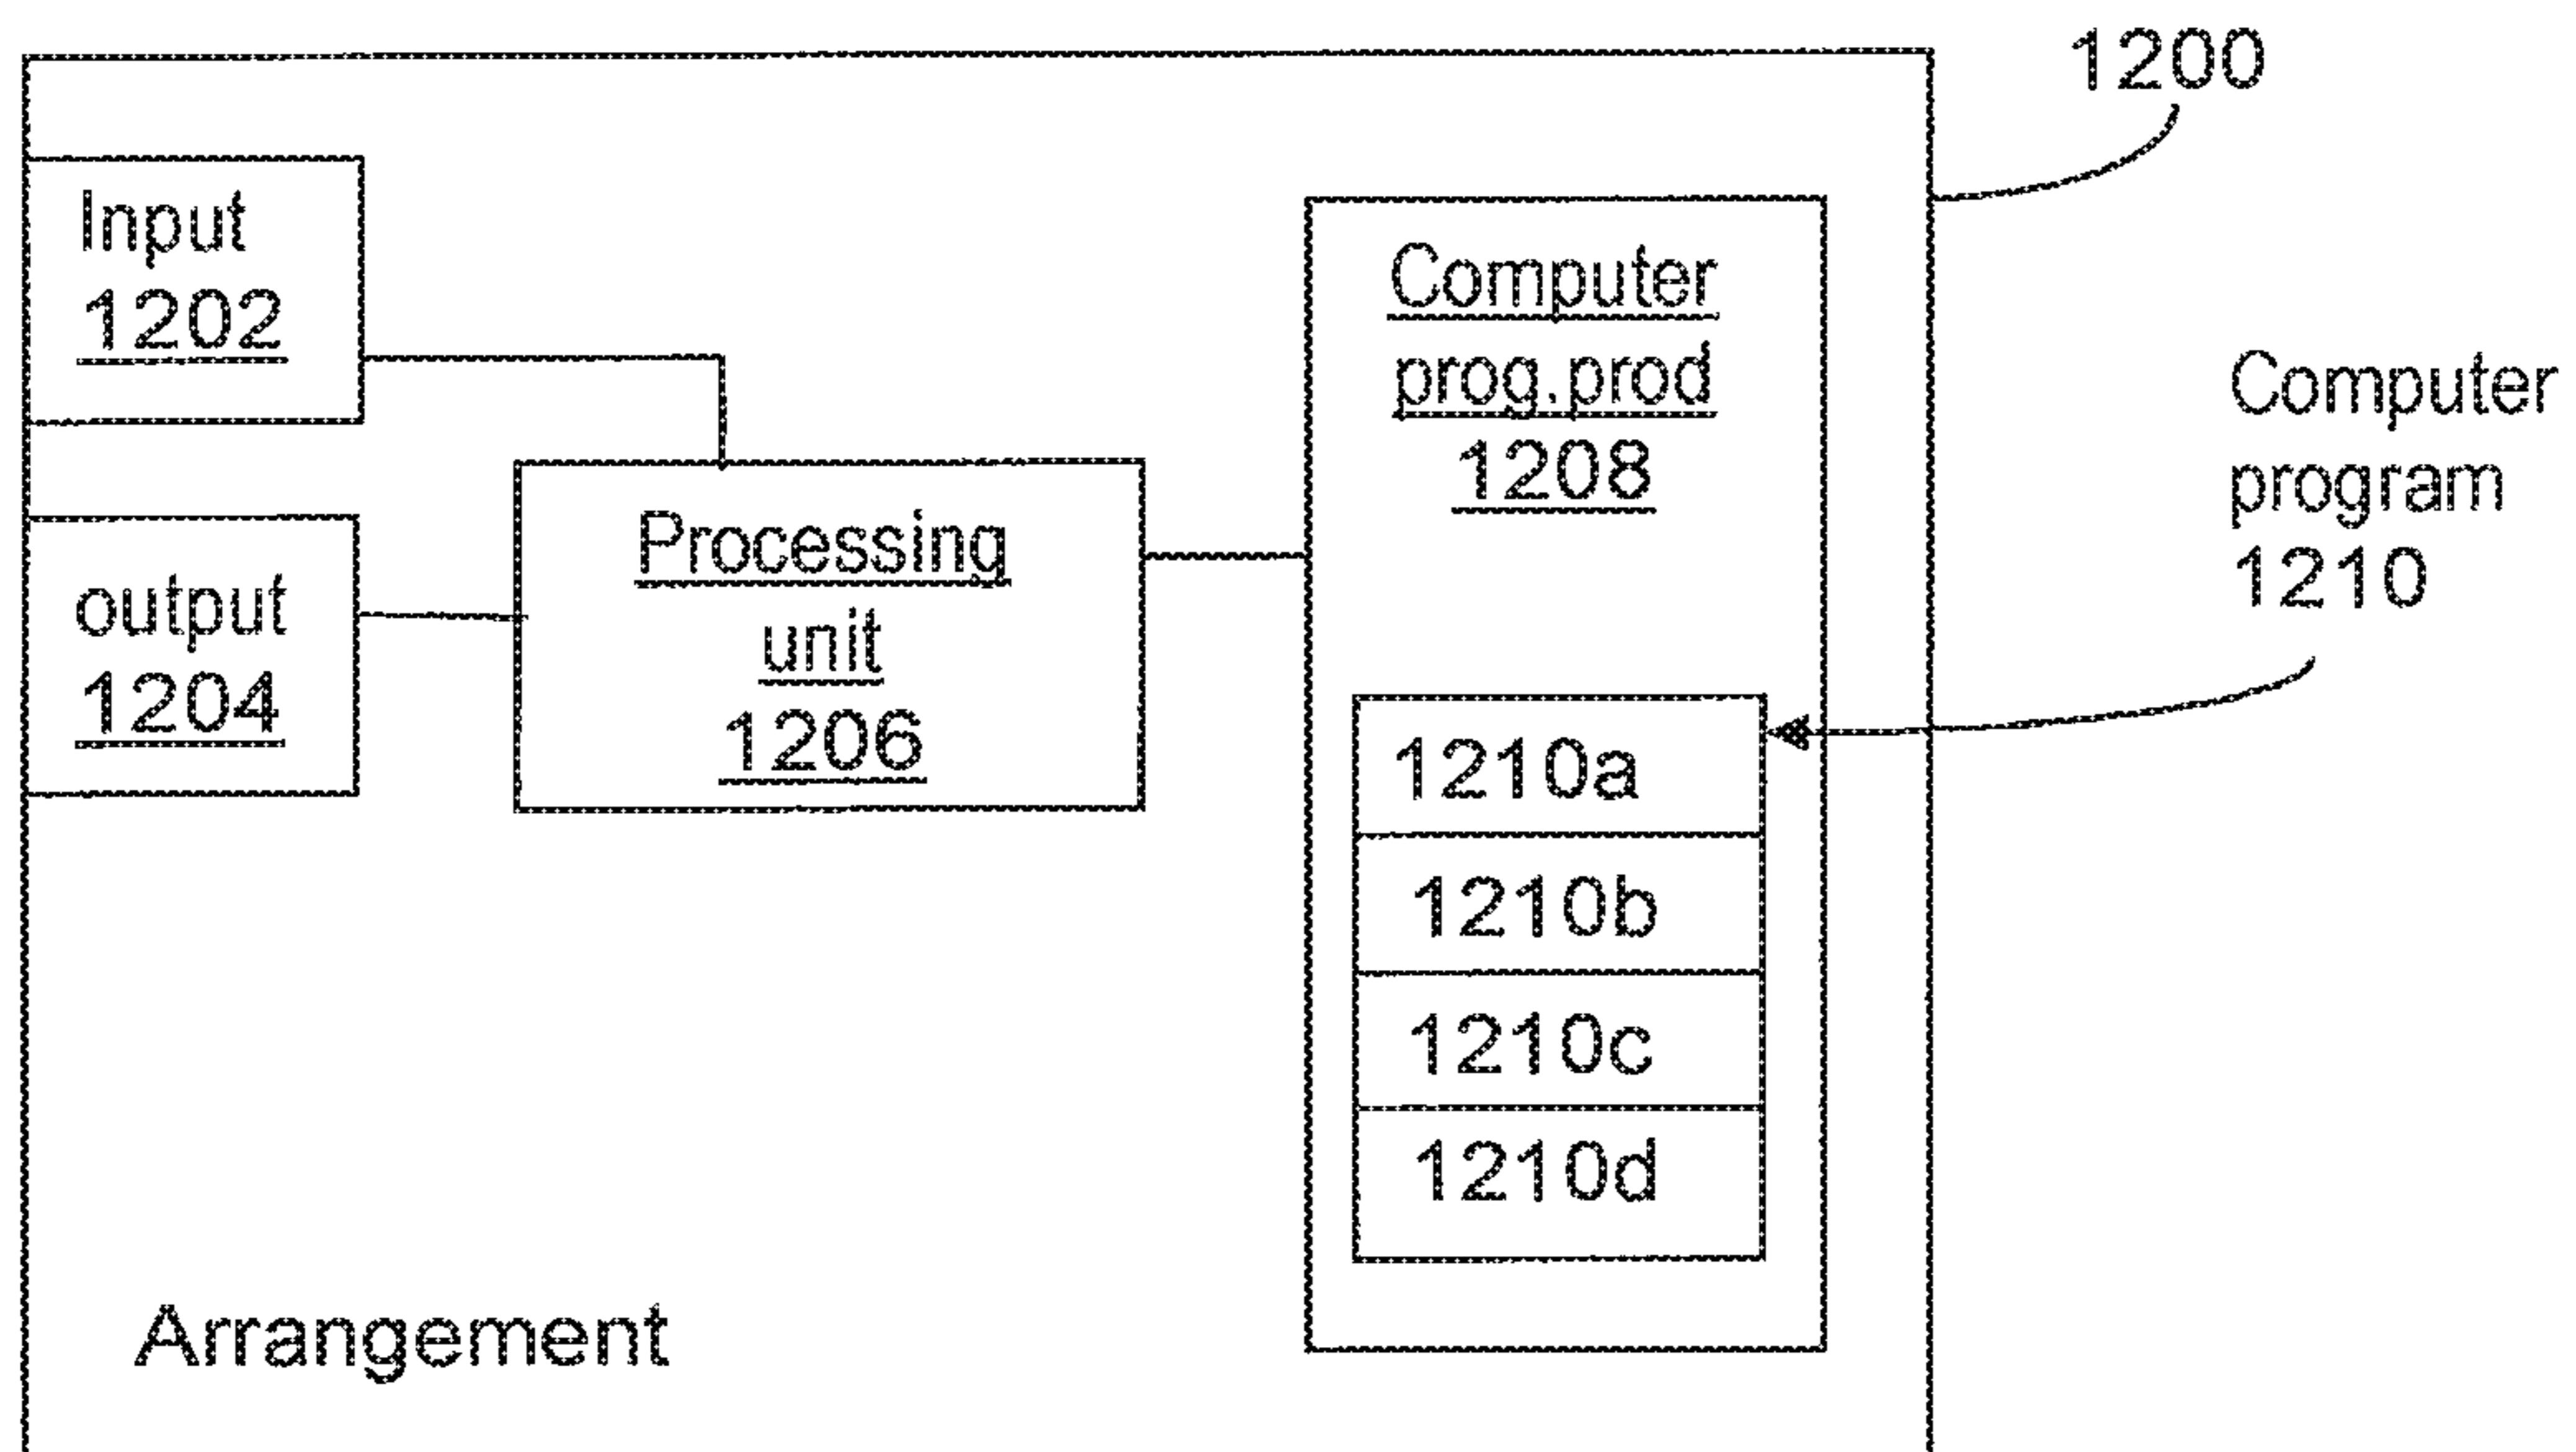 1200
Input
1202
Computer
prog.prod
1208
Computer
program
1210
Processing
unit
1206
output
1204
1210a
1210b
1210c
1210d
Arrangement